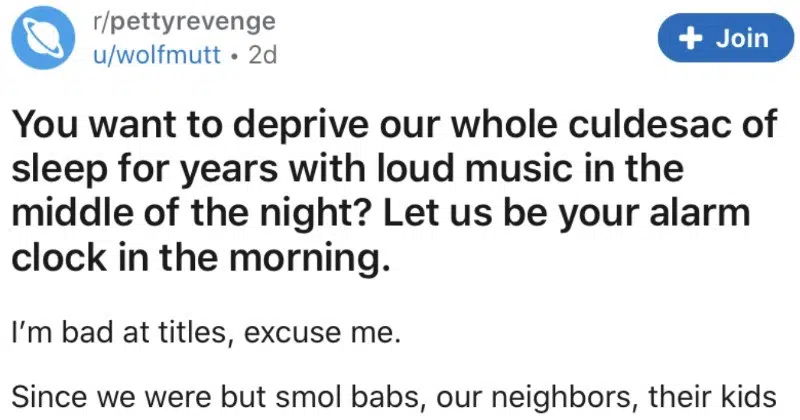 r/pettyrevenge
u/wolfmutt • 2d
+ Join
You want to deprive our whole culdesac of
sleep for years with loud music in the
middle of the night? Let us be your alarm
clock in the morning.
I'm bad at titles, excuse me.
Since we were but smol babs, our neighbors, their kids